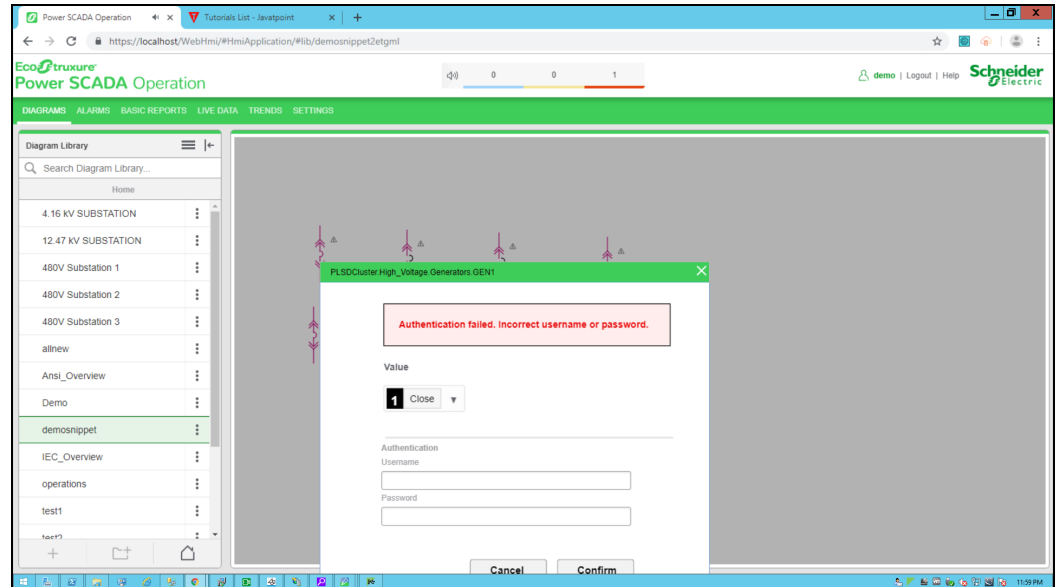 Power SCADA Operation
Tutorials List - Javatpoint
https://localhost/WebHmi/#HmiApplication/#lib/demosnippet2etgml
EcoStruxure
Power SCADA Operation
0 0 1
demo | Logout | Help
Schneider
Electric
DIAGRAMS ALARMS BASIC REPORTS LIVE DATA TRENDS SETTINGS
Diagram Library
Search Diagram Library...
Home
4.16 kV SUBSTATION
12.47 kV SUBSTATION
480V Substation 1
480V Substation 2
480V Substation 3
allnew
Ansi_Overview
Demo
demosnippet
IEC_Overview
operations
test1
test2
PLSDCluster.High_Voltage.Generators.GEN1
Authentication failed. Incorrect username or password.
Value
1 Close
Authentication
Username
Password
Cancel Confirm
11:59 PM